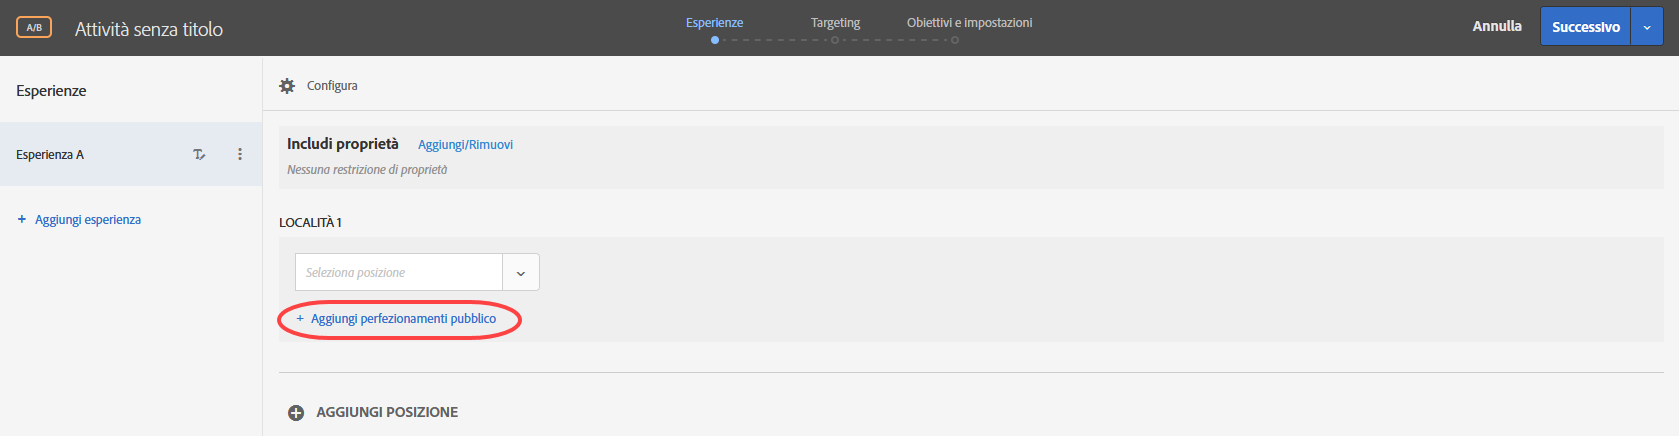 A/B Attività senza titolo
Esperienze Targeting Obiettivi e impostazioni
Annulla Successivo
Esperienze
Configura
Includi proprietà Aggiungi/Rimuovi
Nessuna restrizione di proprietà
Esperienza A
+ Aggiungi esperienza
LOCALITÀ 1
Seleziona posizione
+ Aggiungi perfezionamenti pubblico
AGGIUNGI POSIZIONE